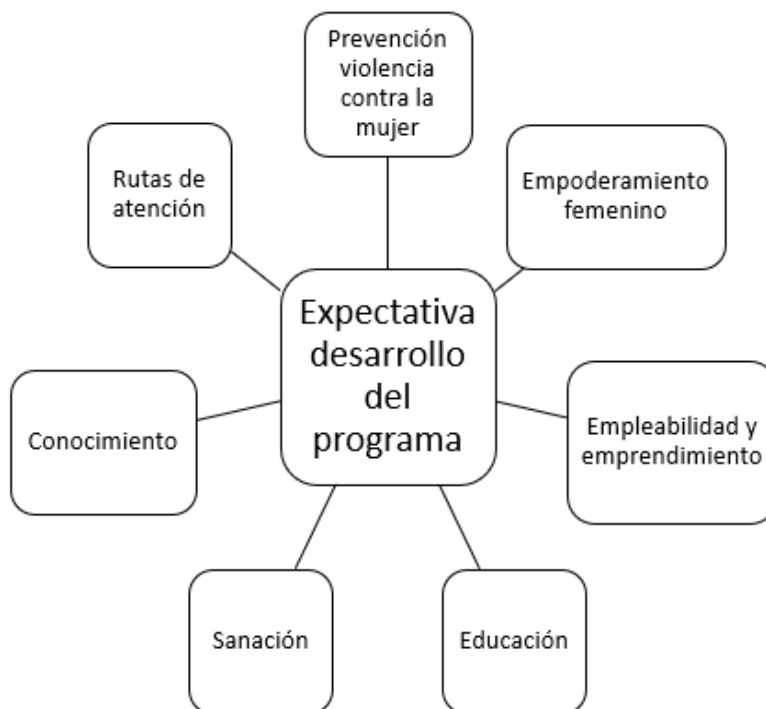 Prevención
violencia
contra la
mujer
Rutas de
atención
Empoderamiento
femenino
Expectativa
desarrollo
del
programa
Conocimiento
Empleabilidad y
emprendimiento
Sanación
Educación